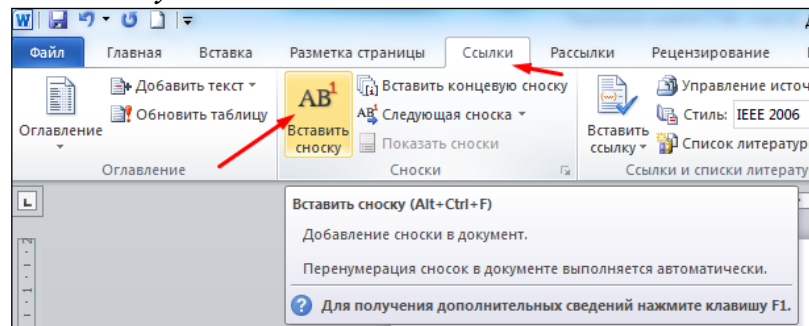 Файл Главная Вставка Разметка страницы Ссылки Рассылки Рецензирование
Добавить текст
Обновить таблицу
Оглавление
Оглавление
AB¹
Вставить сноску
Вставить концевую сноску
AB¹ Следующая сноска
Показать сноски
Сноски
Вставить ссылку
Управление источ
Стиль: IEEE 2006
Список литератур
Ссылки и списки литерату
Вставить сноску (Alt+Ctrl+F)
Добавление сноски в документ.
Перенумерация сносок в документе выполняется автоматически.
Для получения дополнительных сведений нажмите клавишу F1.